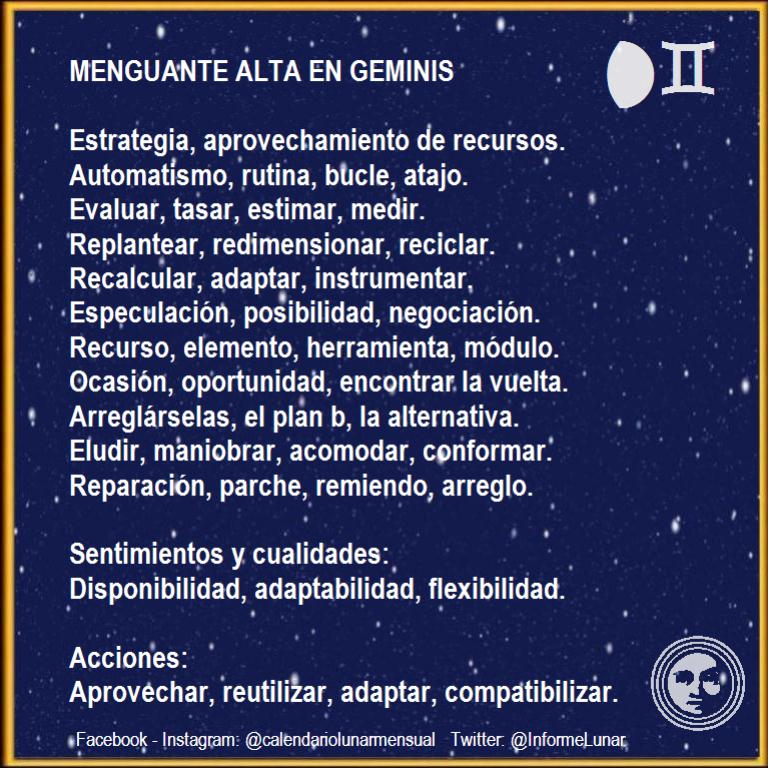 MENGUANTE ALTA EN GEMINIS
Estrategia, aprovechamiento de recursos.
Automatismo, rutina, bucle, atajo.
Evaluar, tasar, estimar, medir.
Replantear, redimensionar, reciclar.
Recalcular, adaptar, instrumentar.
Especulación, posibilidad, negociación.
Recurso, elemento, herramienta, módulo.
Ocasión, oportunidad, encontrar la vuelta.
Arreglárselas, el plan b, la alternativa.
Eludir, maniobrar, acomodar, conformar.
Reparación, parche, remiendo, arreglo.
Sentimientos y cualidades:
Disponibilidad, adaptabilidad, flexibilidad.
Acciones:
Aprovechar, reutilizar, adaptar, compatibilizar.
Facebook - Instagram: @calendariolunarmensual Twitter: @InformeLunar